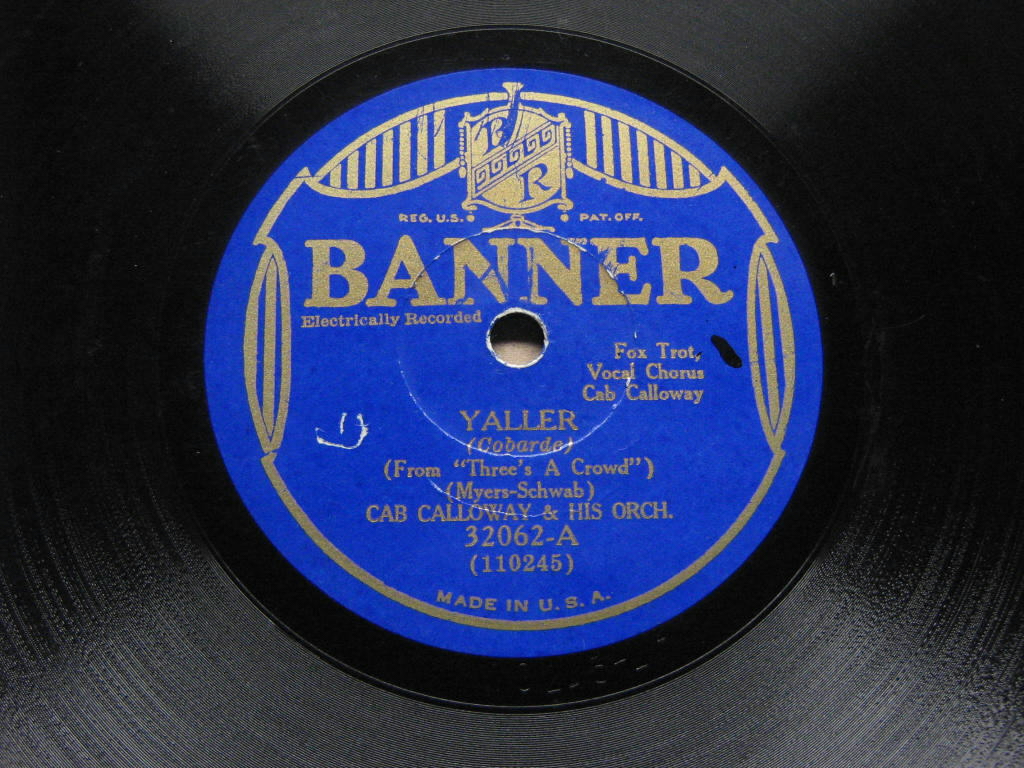 P
R
REG. U.S. PAT. OFF.
BANNER
Electrically Recorded
Fox Trot,
Vocal Chorus
Cab Calloway
YALLER
(Cobarde)
(From "Three's A Crowd")
(Myers-Schwab)
CAB CALLOWAY & HIS ORCH.
32062-A
(110245)
MADE IN U. S. A.